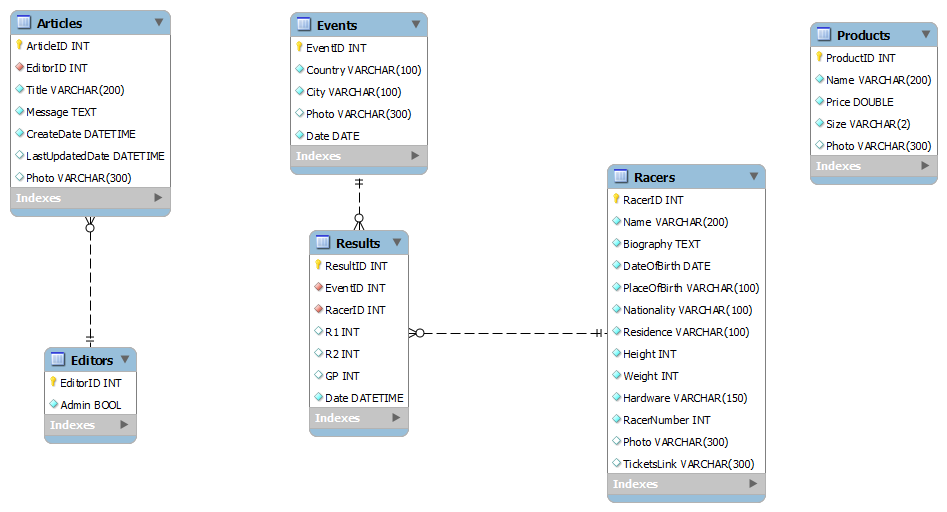 Articles
ArticleID INT
EditorID INT
Title VARCHAR(200)
Message TEXT
CreateDate DATETIME
LastUpdatedDate DATETIME
Photo VARCHAR(300)
Indexes
Editors
EditorID INT
Admin BOOL
Indexes
Events
EventID INT
Country VARCHAR(100)
City VARCHAR(100)
Photo VARCHAR(300)
Date DATE
Indexes
Results
ResultID INT
EventID INT
RacerID INT
R1 INT
R2 INT
GP INT
Date DATETIME
Indexes
Racers
RacerID INT
Name VARCHAR(200)
Biography TEXT
DateOfBirth DATE
PlaceOfBirth VARCHAR(100)
Nationality VARCHAR(100)
Residence VARCHAR(100)
Height INT
Weight INT
Hardware VARCHAR(150)
RacerNumber INT
Photo VARCHAR(300)
TicketsLink VARCHAR(300)
Indexes
Products
ProductID INT
Name VARCHAR(200)
Price DOUBLE
Size VARCHAR(2)
Photo VARCHAR(300)
Indexes